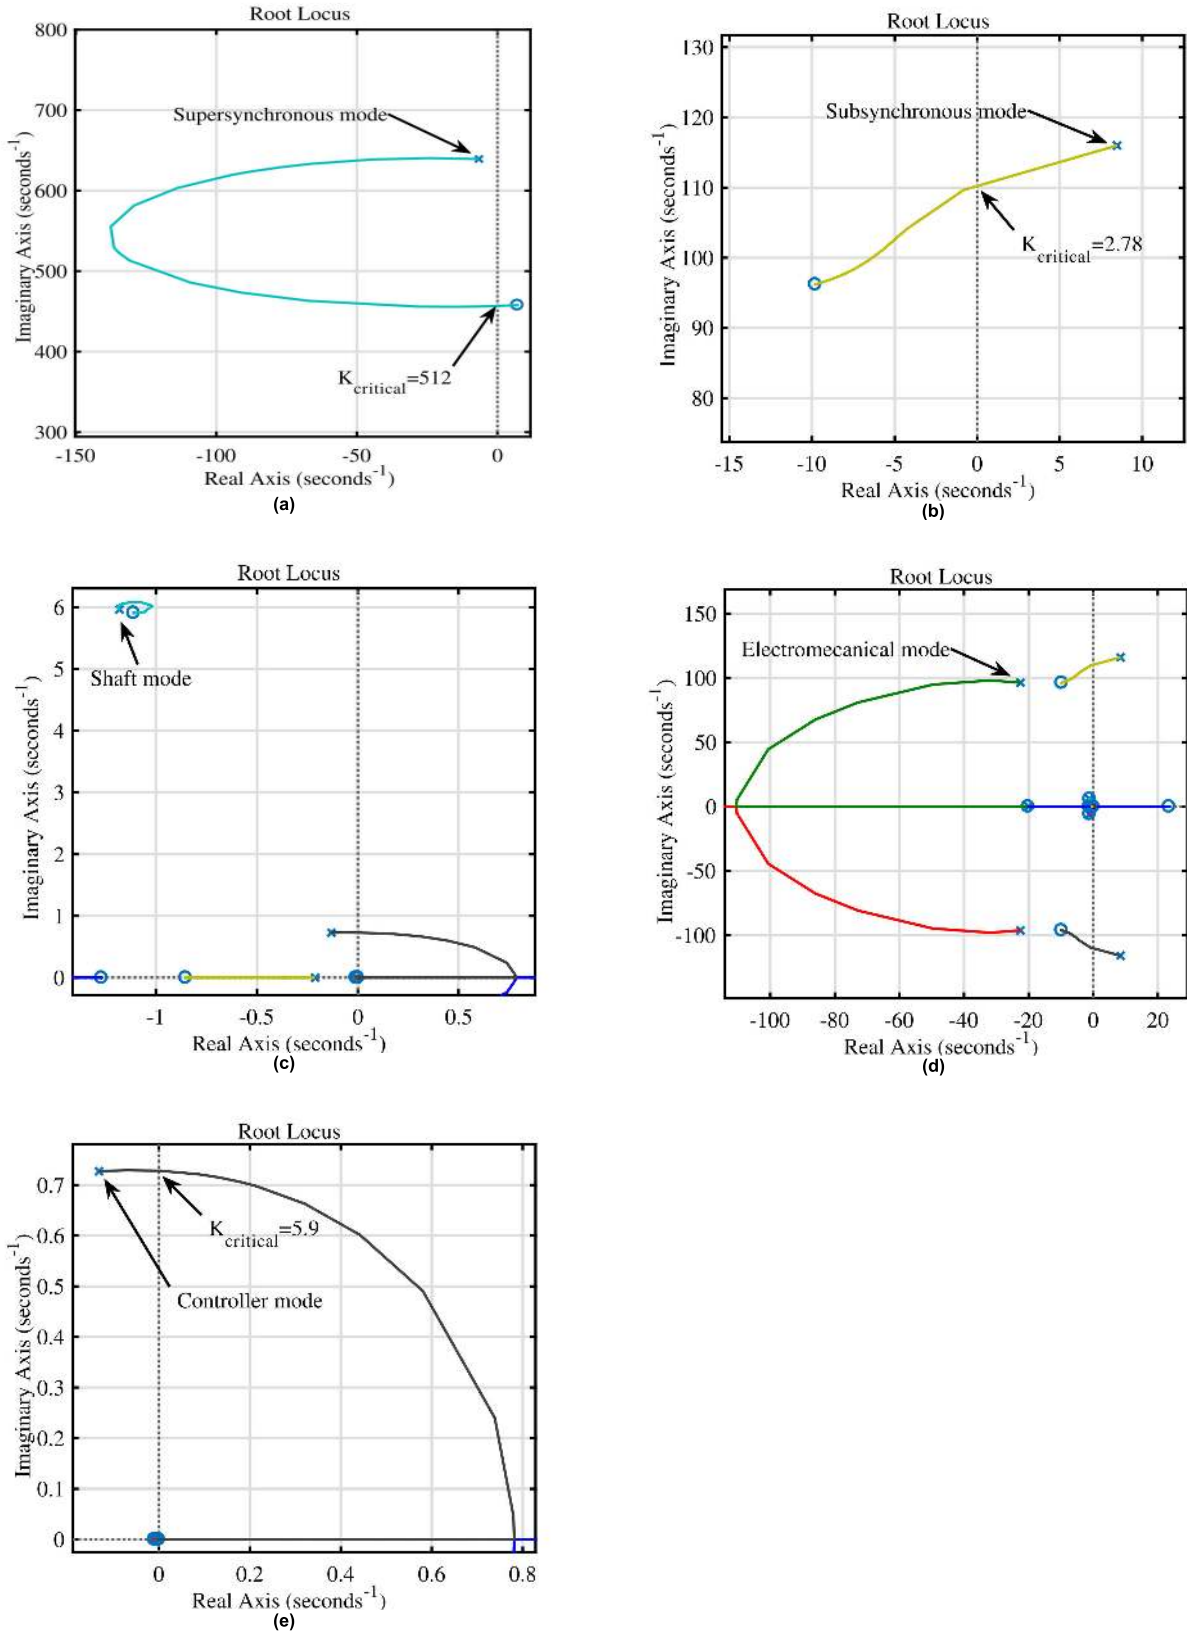 Root Locus
800
700
600
500
400
300
-150
-100
-50
0
Supersynchronous mode
K critical=512
Imaginary Axis (seconds-1)
Real Axis (seconds-1)
(a)
Root Locus
130
120
110
100
90
80
-15
-10
-5
0
5
10
Subsynchronous mode
K critical=2.78
Imaginary Axis (seconds-1)
Real Axis (seconds-1)
(b)
Root Locus
6
5
4
3
2
1
0
-1
-0.5
0
0.5
Shaft mode
Imaginary Axis (seconds-1)
Real Axis (seconds-1)
(c)
Root Locus
150
100
50
0
-50
-100
-100
-80
-60
-40
-20
0
20
Electromecanical mode
Imaginary Axis (seconds-1)
Real Axis (seconds-1)
(d)
Root Locus
0.7
0.6
0.5
0.4
0.3
0.2
0.1
0
0
0.2
0.4
0.6
0.8
K critical=5.9
Controller mode
Imaginary Axis (seconds-1)
Real Axis (seconds-1)
(e)